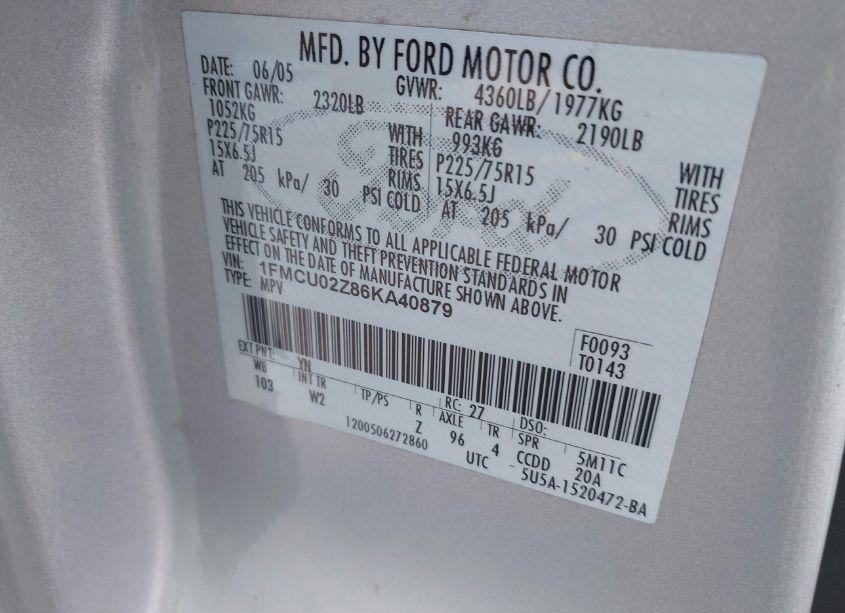 MFD. BY FORD MOTOR CO.
DATE: 06/05 GVWR: 4360LB/1977KG
FRONT GAWR: 2320LB REAR GAWR: 2190LB
1052KG WITH 993KG WITH
P225/75R15 TIRES P225/75R15 TIRES
15X6.5J RIMS 15X6.5J RIMS
AT 205 kPa/ 30 PSI COLD AT 205 kPa/ 30 PSI COLD
THIS VEHICLE CONFORMS TO ALL APPLICABLE FEDERAL MOTOR
VEHICLE SAFETY AND THEFT PREVENTION STANDARDS IN
EFFECT ON THE DATE OF MANUFACTURE SHOWN ABOVE.
VIN: 1FMCU02Z86KA40879
TYPE: MPV
F0093
T0143
EXT PNT: YN RC: 27 DSO:
WB INT TR TP/PS R AXLE TR SPR 5M11C
103 W2 Z 96 4 CCDD 20A
1200506272860 UTC 5U5A-1520472-BA
Ford